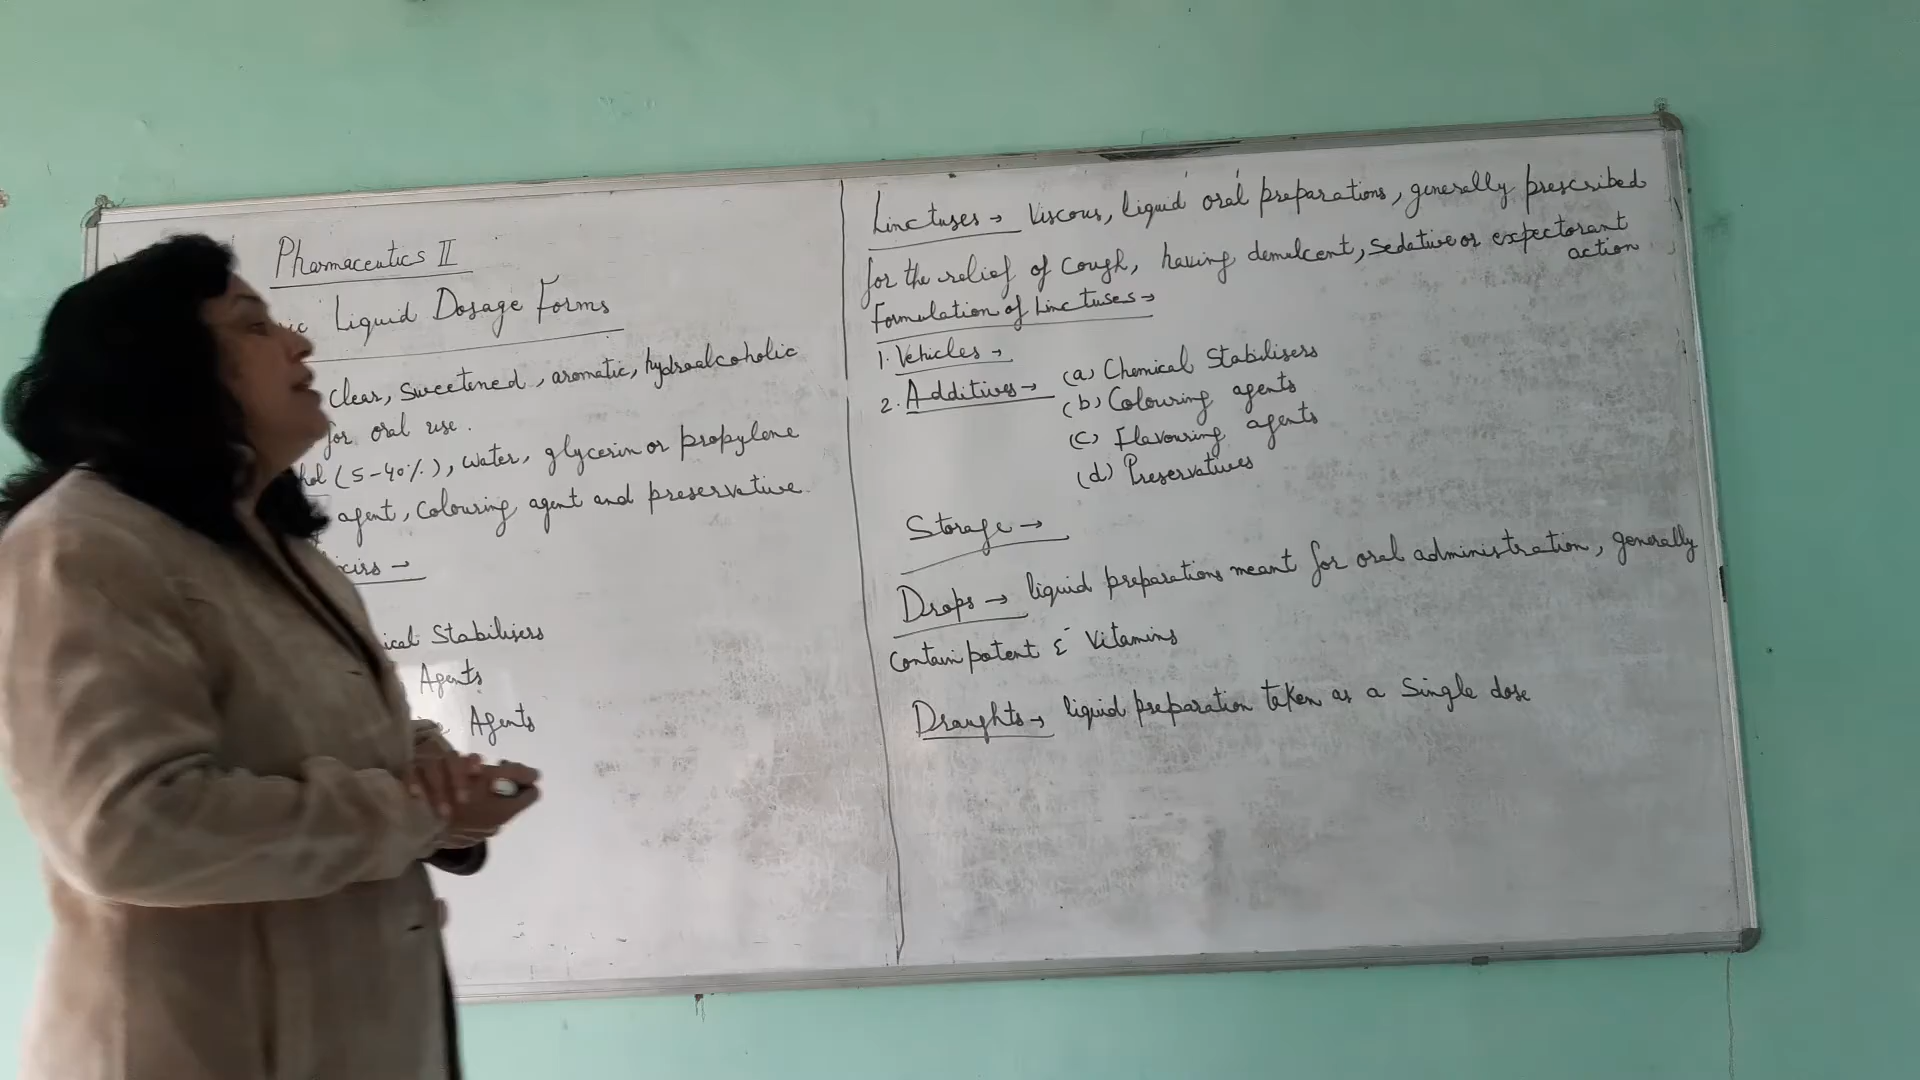 Pharmaceutics II
Liquid Dosage Forms
clear, sweetened, aromatic, hydroalcoholic
for oral use.
(5-40%), water, glycerin or propylene
agent, colouring agent and preservative.
Stabilisers
Agents
Agents
Linctuses → Viscous, liquid oral preparations, generally prescribed
for the relief of cough, having demulcent, sedative or expectorant
action
Formulation of Linctuses →
1. Vehicles →
2. Additives → (a) Chemical Stabilisers
(b) Colouring agents
(c) Flavouring agents
(d) Preservatives
Storage →
Drops → liquid preparations meant for oral administration, generally
contain potent & Vitamins
Draughts → liquid preparation taken as a single dose